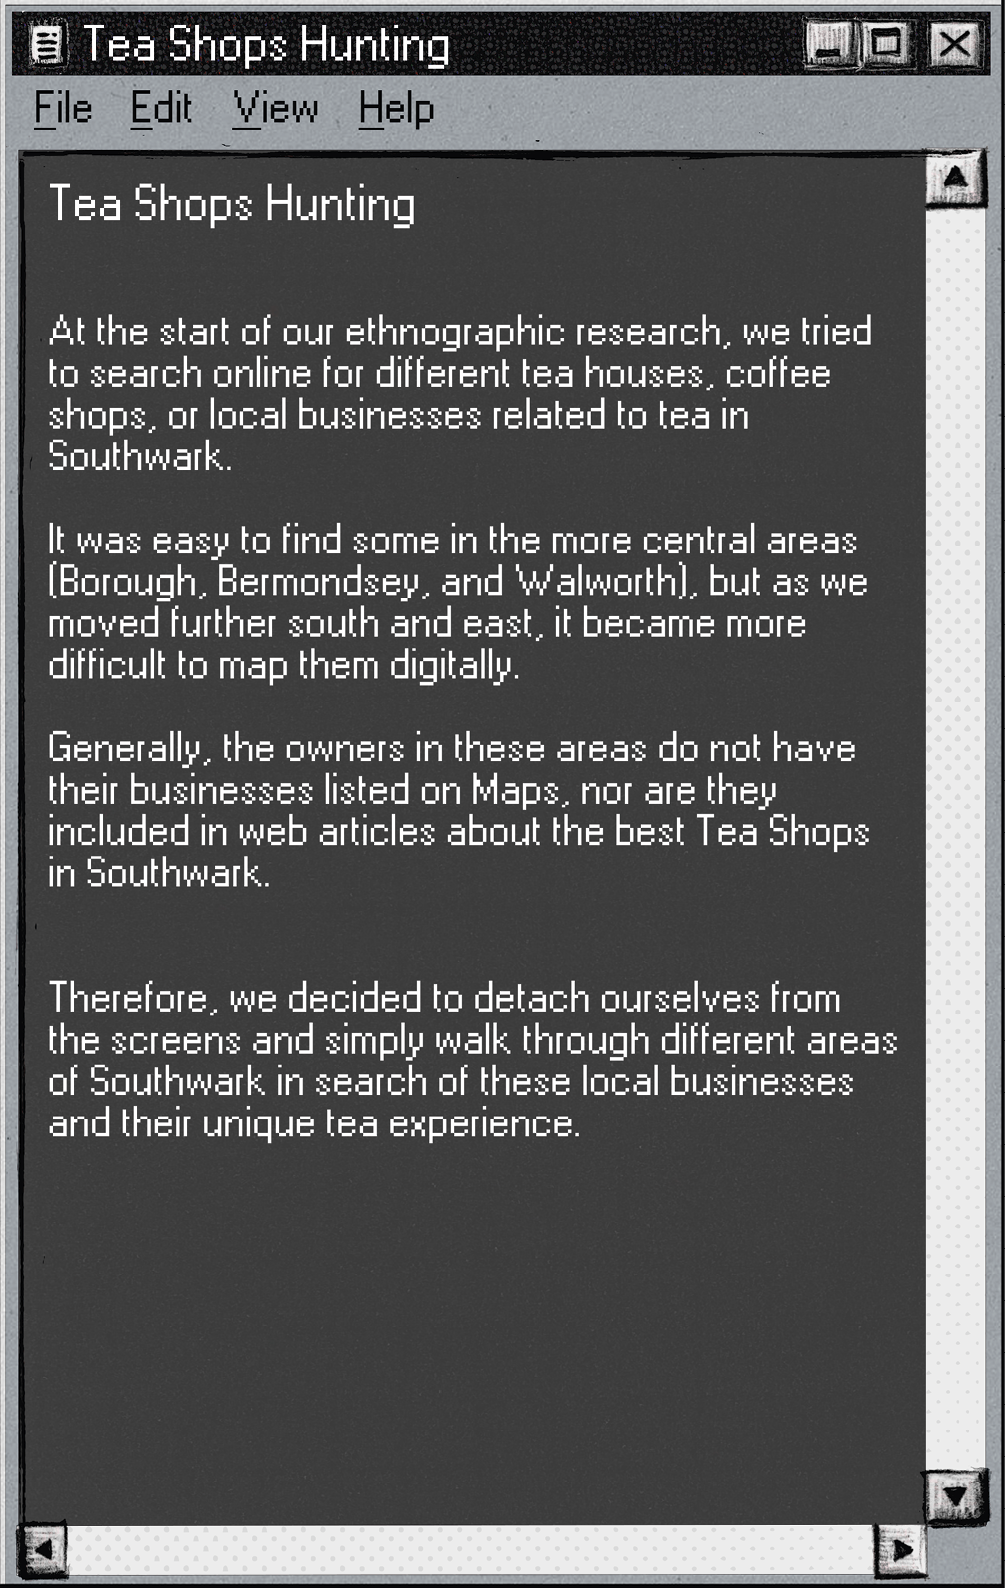 Tea Shops Hunting
File Edit View Help
Tea Shops Hunting
At the start of our ethnographic research, we tried
to search online for different tea houses, coffee
shops, or local businesses related to tea in
Southwark.
It was easy to find some in the more central areas
(Borough, Bermondsey, and Walworth), but as we
moved further south and east, it became more
difficult to map them digitally.
Generally, the owners in these areas do not have
their businesses listed on Maps, nor are they
included in web articles about the best Tea Shops
in Southwark.
Therefore, we decided to detach ourselves from
the screens and simply walk through different areas
of Southwark in search of these local businesses
and their unique tea experience.